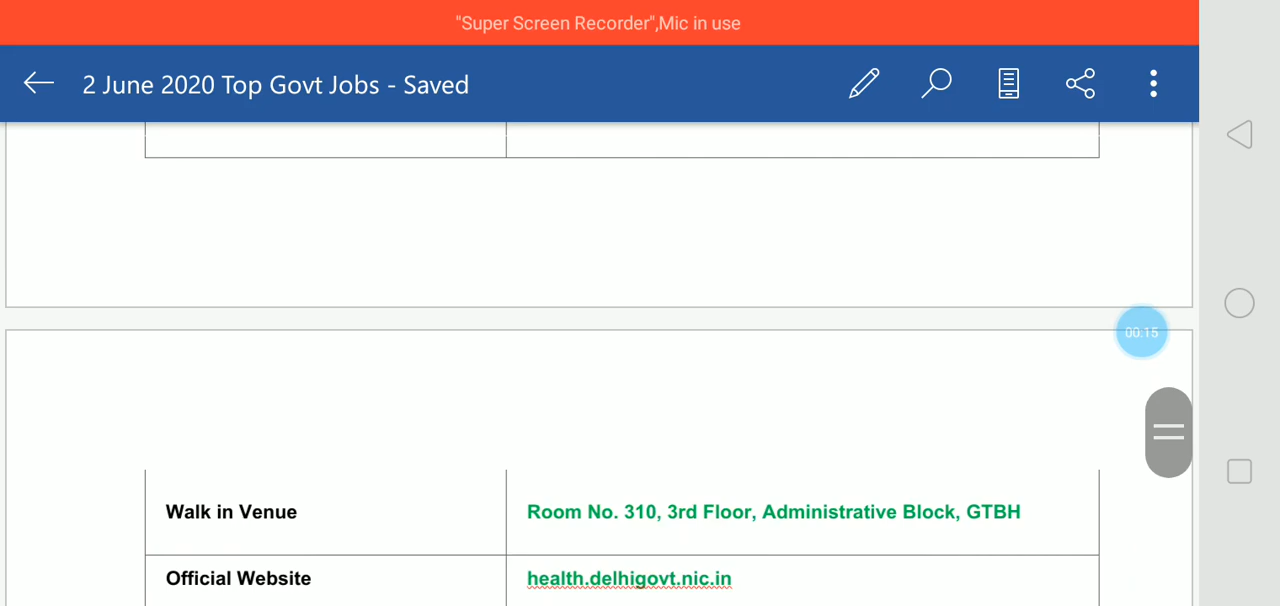 "Super Screen Recorder",Mic in use
2 June 2020 Top Govt Jobs - Saved
00:15
Walk in Venue
Room No. 310, 3rd Floor, Administrative Block, GTBH
Official Website
health.delhigovt.nic.in